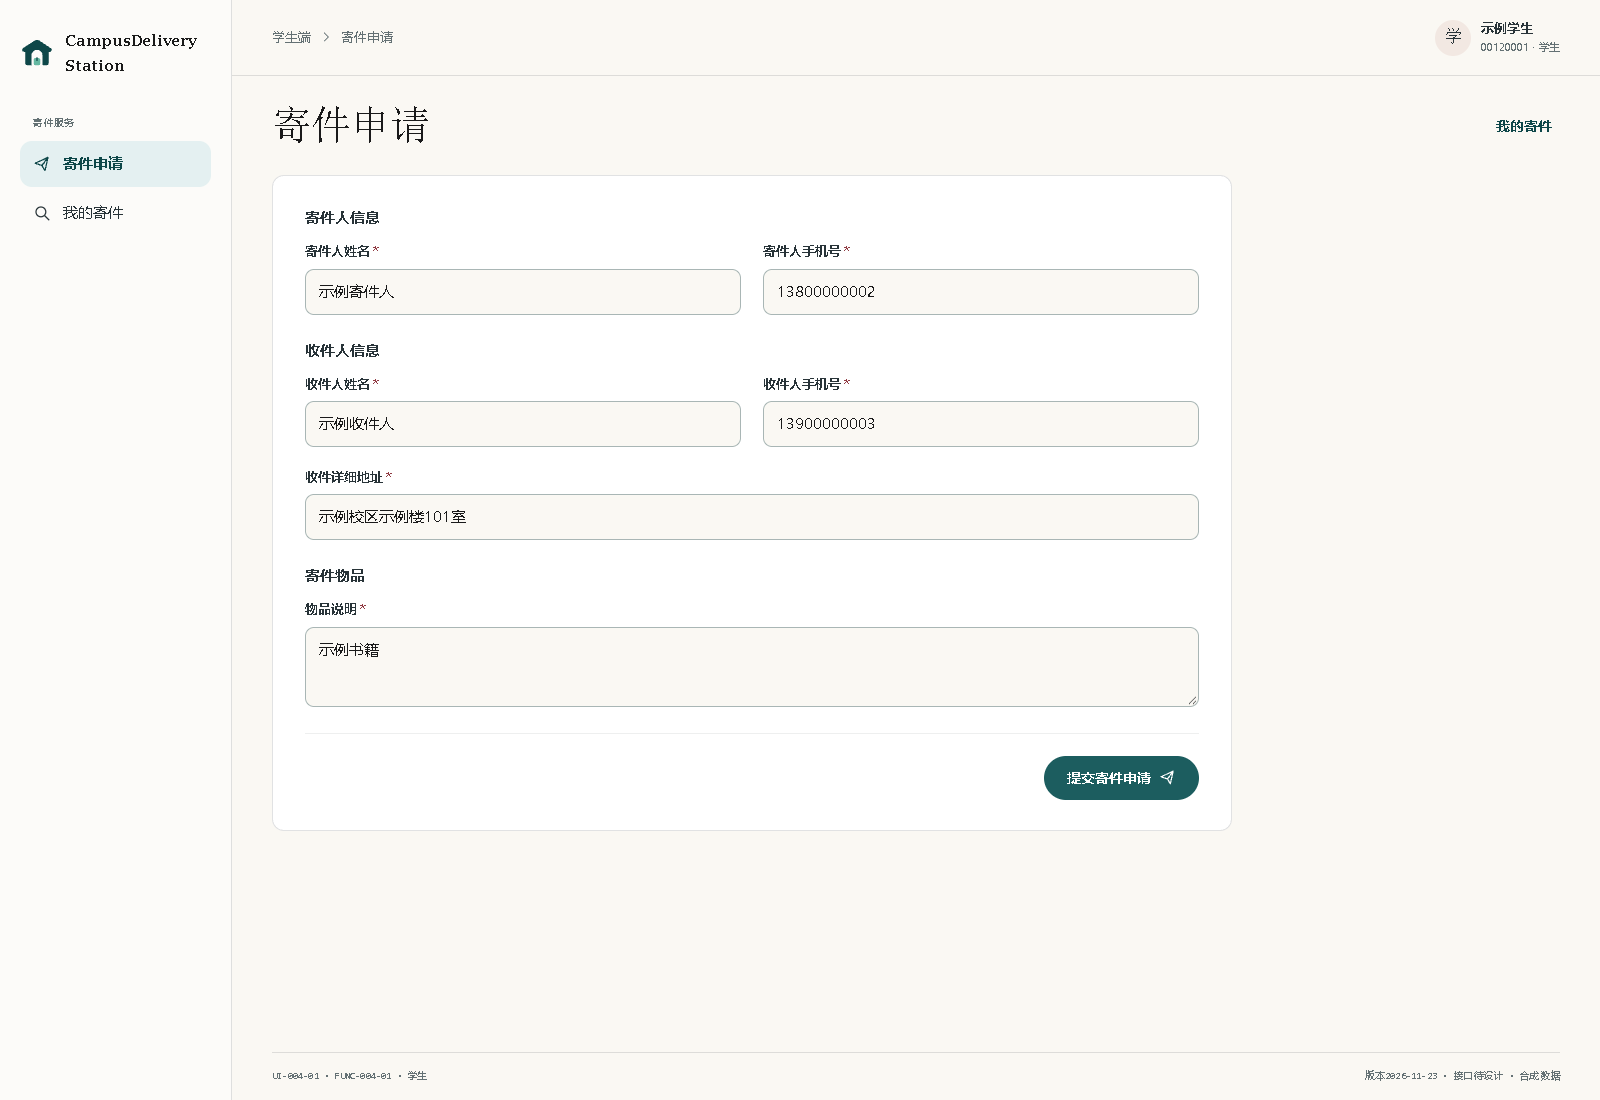 CampusDelivery
Station
寄件服务
寄件申请
我的寄件
学生端 > 寄件申请
学
示例学生
00120001 · 学生
寄件申请
我的寄件
寄件人信息
寄件人姓名 *
寄件人手机号 *
示例寄件人
13800000002
收件人信息
收件人姓名 *
收件人手机号 *
示例收件人
13900000003
收件详细地址 *
示例校区示例楼101室
寄件物品
物品说明 *
示例书籍
提交寄件申请
UI-004-01 · FUNC-004-01 · 学生
版本2026-11-23 · 接口待设计 · 合成数据